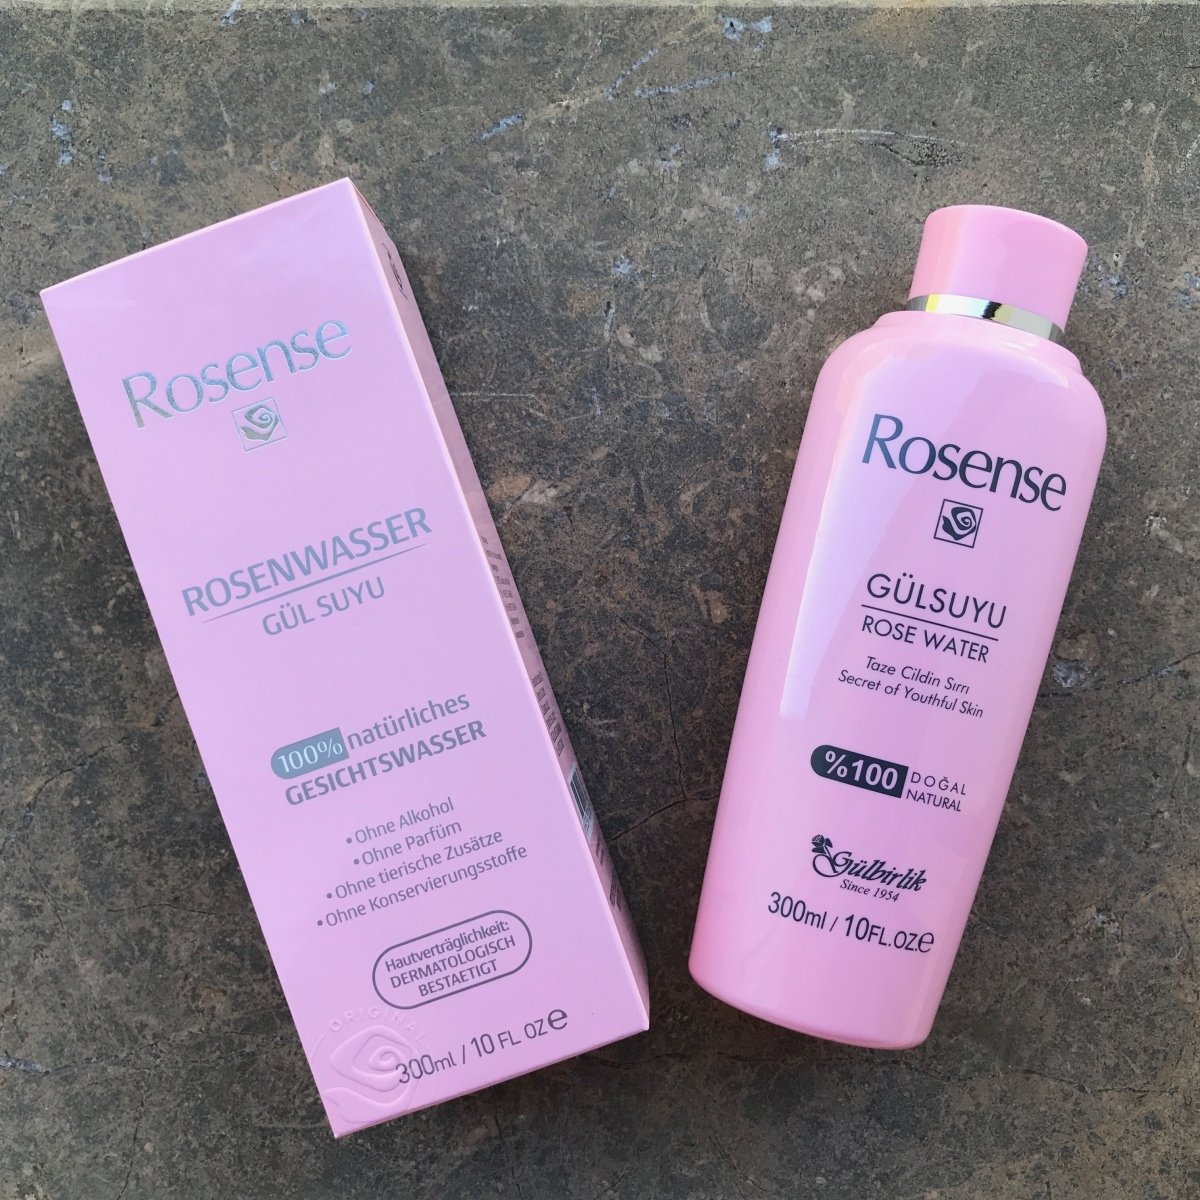 Rosense
ROSENWASSER
GÜL SUYU
100% natürliches
GESICHTSWASSER
• Ohne Alkohol
• Ohne Parfüm
• Ohne tierische Zusätze
• Ohne Konservierungsstoffe
Hautverträglichkeit:
DERMATOLOGISCH
BESTAETIGT
ORIGINAL
300ml / 10 FL OZ e
Rosense
GÜLSUYU
ROSE WATER
Taze Cildin Sırrı
Secret of Youthful Skin
%100 DOĞAL
NATURAL
Gülbirlik
Since 1954
300ml / 10FL.OZ.e